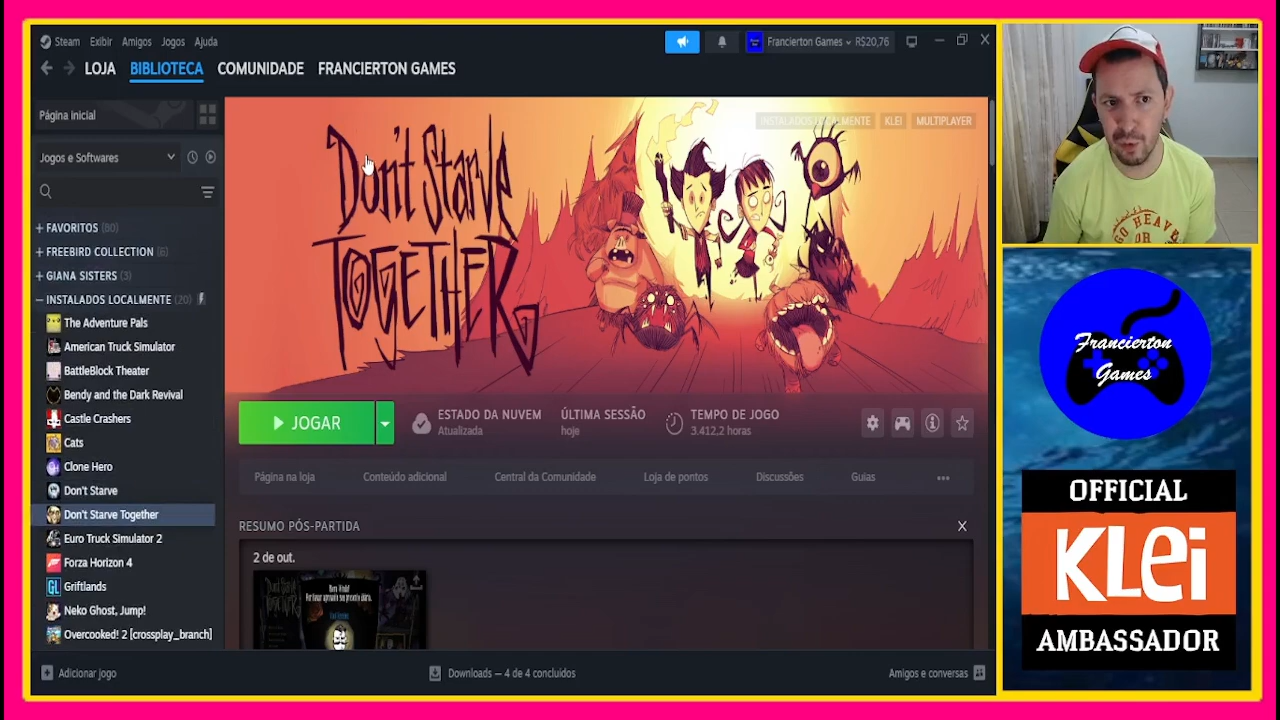 Steam Exibir Amigos Jogos Ajuda
Francierton Games R$20,76
LOJA BIBLIOTECA COMUNIDADE FRANCIERTON GAMES
Página inicial
Jogos e Softwares
FAVORITOS (60)
FREEBIRD COLLECTION (6)
GIANA SISTERS (3)
INSTALADOS LOCALMENTE (20)
The Adventure Pals
American Truck Simulator
BattleBlock Theater
Bendy and the Dark Revival
Castle Crashers
Cats
Clone Hero
Don't Starve
Don't Starve Together
Euro Truck Simulator 2
Forza Horizon 4
GL Griftlands
Neko Ghost, Jump!
Overcooked! 2 [crossplay_branch]
INSTALADOS LOCALMENTE KLEI MULTIPLAYER
Don't Starve
TOGETHER
JOGAR
ESTADO DA NUVEM
Atualizada
ÚLTIMA SESSÃO
hoje
TEMPO DE JOGO
3.412,2 horas
Página na loja Conteúdo adicional Central da Comunidade Loja de pontos Discussões Guias
RESUMO PÓS-PARTIDA X
2 de out.
Adicionar jogo
Downloads — 4 de 4 concluídos
Amigos e conversas
Francierton
Games
OFFICIAL
KLei
AMBASSADOR